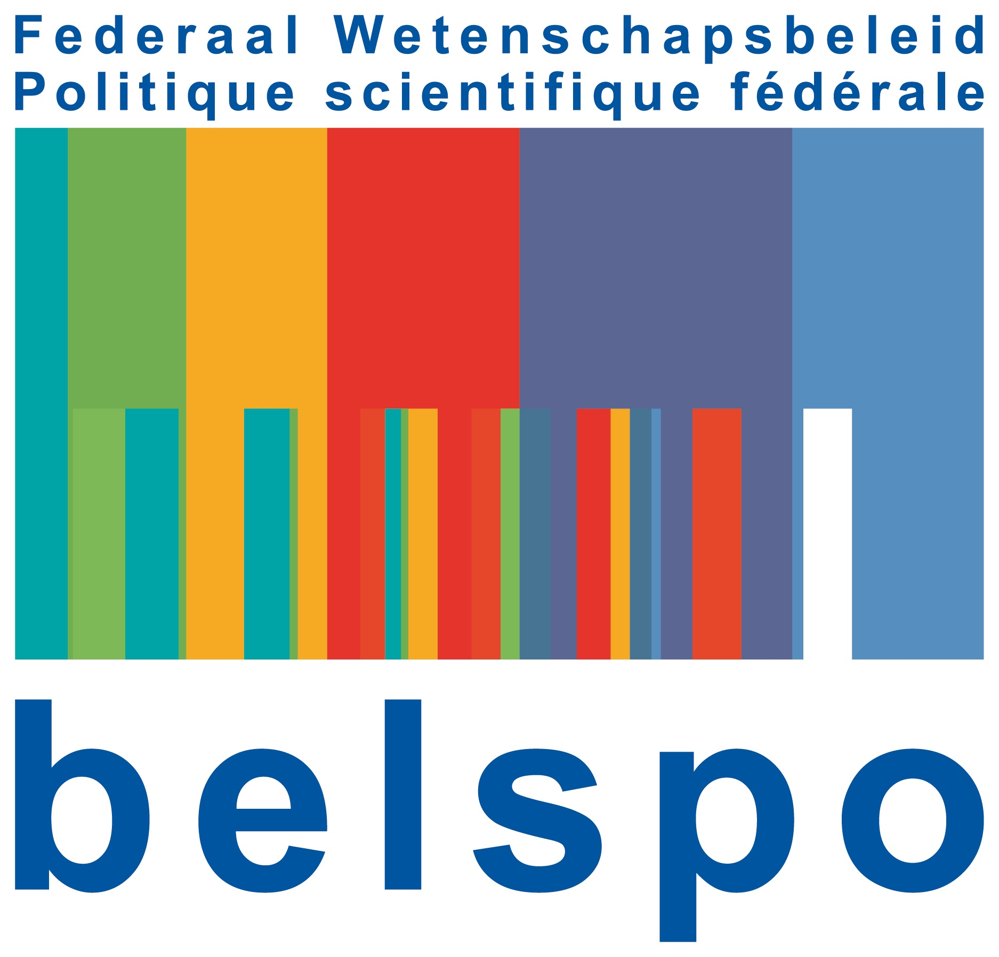 Federaal Wetenschapsbeleid
Politique scientifique fédérale
belspo